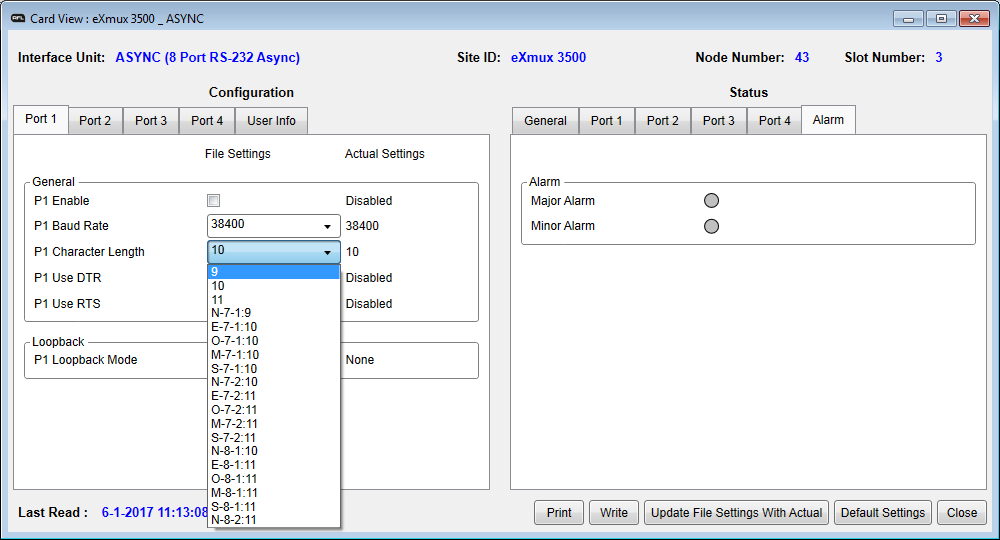 AFL Card View : eXmux 3500 _ ASYNC
Interface Unit: ASYNC (8 Port RS-232 Async) Site ID: eXmux 3500 Node Number: 43 Slot Number: 3
Configuration
Status
Port 1 Port 2 Port 3 Port 4 User Info
General Port 1 Port 2 Port 3 Port 4 Alarm
File Settings Actual Settings
General
P1 Enable Disabled
P1 Baud Rate 38400 38400
P1 Character Length 10 10
P1 Use DTR Disabled
P1 Use RTS Disabled
9
10
11
N-7-1:9
E-7-1:10
O-7-1:10
M-7-1:10
S-7-1:10
N-7-2:10
E-7-2:11
O-7-2:11
M-7-2:11
S-7-2:11
N-8-1:10
E-8-1:11
O-8-1:11
M-8-1:11
S-8-1:11
N-8-2:11
Loopback
P1 Loopback Mode None
Alarm
Major Alarm
Minor Alarm
Last Read : 6-1-2017 11:13:08
Print Write Update File Settings With Actual Default Settings Close